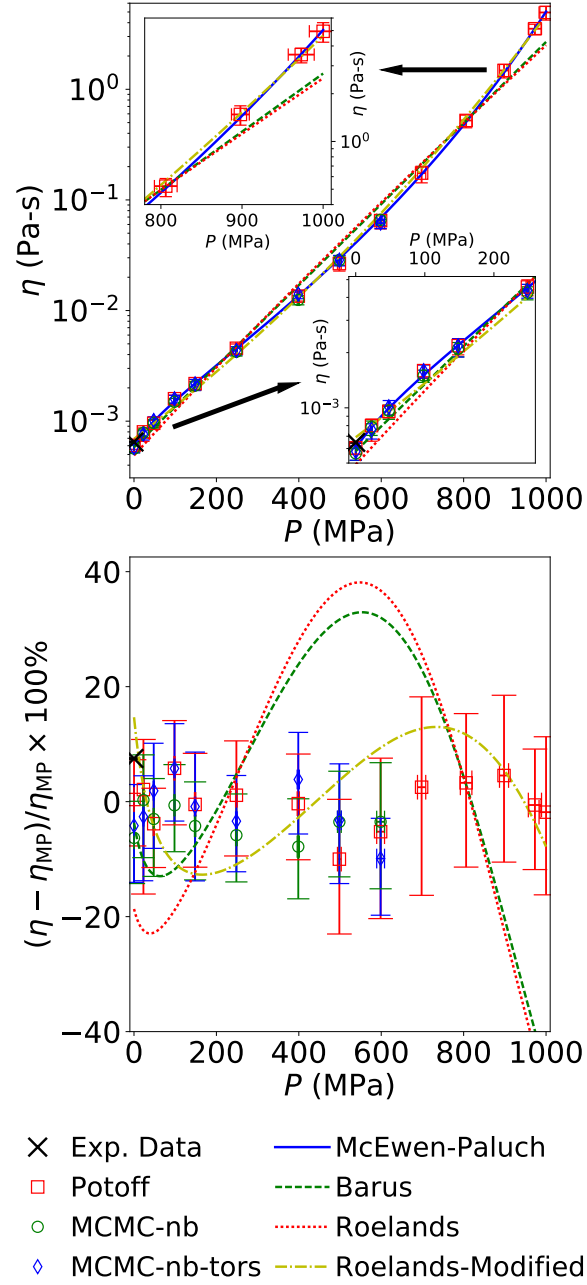 η (Pa-s)
10⁰
10⁻¹
10⁻²
10⁻³
0 200 400 600 800 1000
P (MPa)
800 900 1000
P (MPa)
η (Pa-s)
10⁰
P (MPa)
0 100 200
η (Pa-s)
10⁻³
(η − η_MP)/η_MP × 100%
40
20
0
−20
−40
0 200 400 600 800 1000
P (MPa)
Exp. Data
Potoff
MCMC-nb
MCMC-nb-tors
McEwen-Paluch
Barus
Roelands
Roelands-Modified